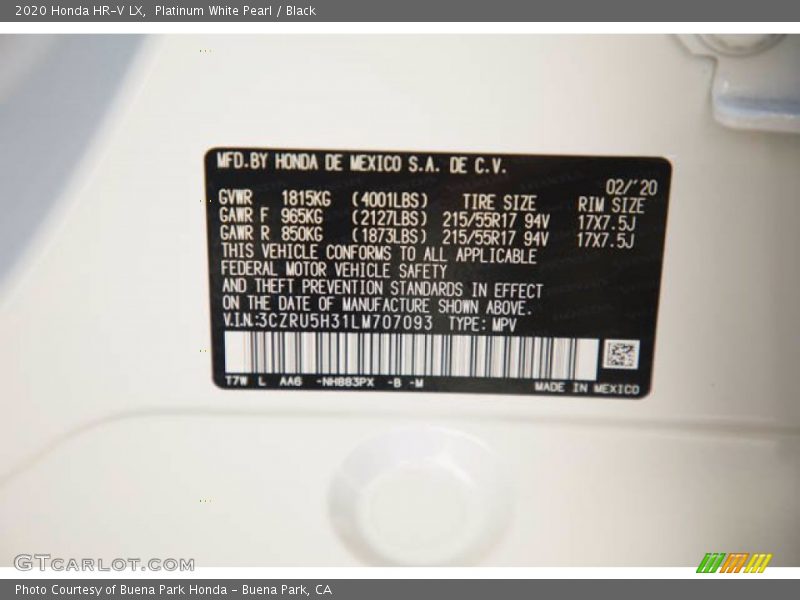 2020 Honda HR-V LX, Platinum White Pearl / Black
MFD.BY HONDA DE MEXICO S.A. DE C.V.
02/'20
GVWR 1815KG (4001LBS) TIRE SIZE RIM SIZE
GAWR F 965KG (2127LBS) 215/55R17 94V 17X7.5J
GAWR R 850KG (1873LBS) 215/55R17 94V 17X7.5J
THIS VEHICLE CONFORMS TO ALL APPLICABLE
FEDERAL MOTOR VEHICLE SAFETY
AND THEFT PREVENTION STANDARDS IN EFFECT
ON THE DATE OF MANUFACTURE SHOWN ABOVE.
V.I.N.:3CZRU5H31LM707093 TYPE: MPV
T7W L AA6 -NH883PX -B -M
MADE IN MEXICO
GTCARLOT.COM
Photo Courtesy of Buena Park Honda - Buena Park, CA